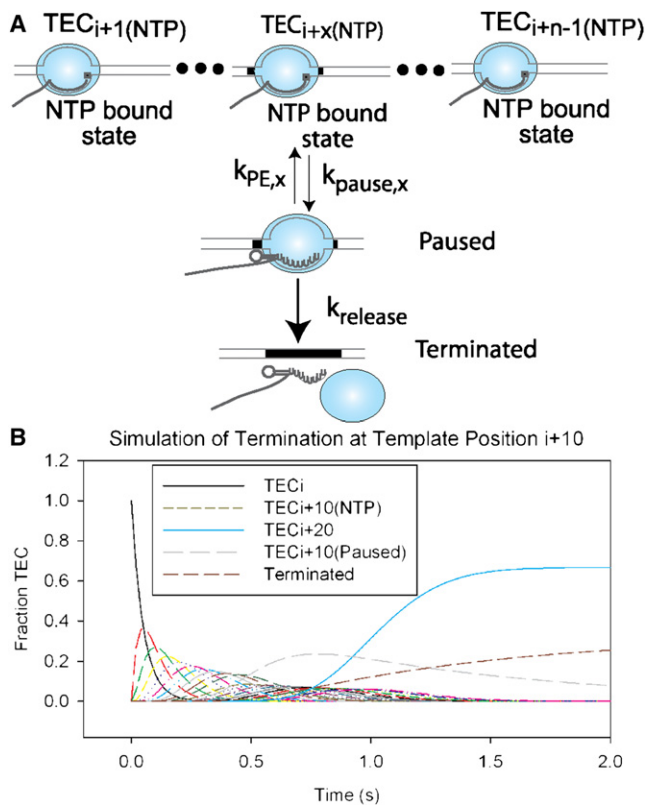 A
TECi+1(NTP)
TECi+x(NTP)
TECi+n-1(NTP)
NTP bound
state
NTP bound
state
NTP bound
state
kPE,x
kpause,x
Paused
krelease
Terminated
B
Simulation of Termination at Template Position i+10
1.2
1.0
0.8
0.6
0.4
0.2
0.0
Fraction TEC
TECi
TECi+10(NTP)
TECi+20
TECi+10(Paused)
Terminated
0.0
0.5
1.0
1.5
2.0
Time (s)